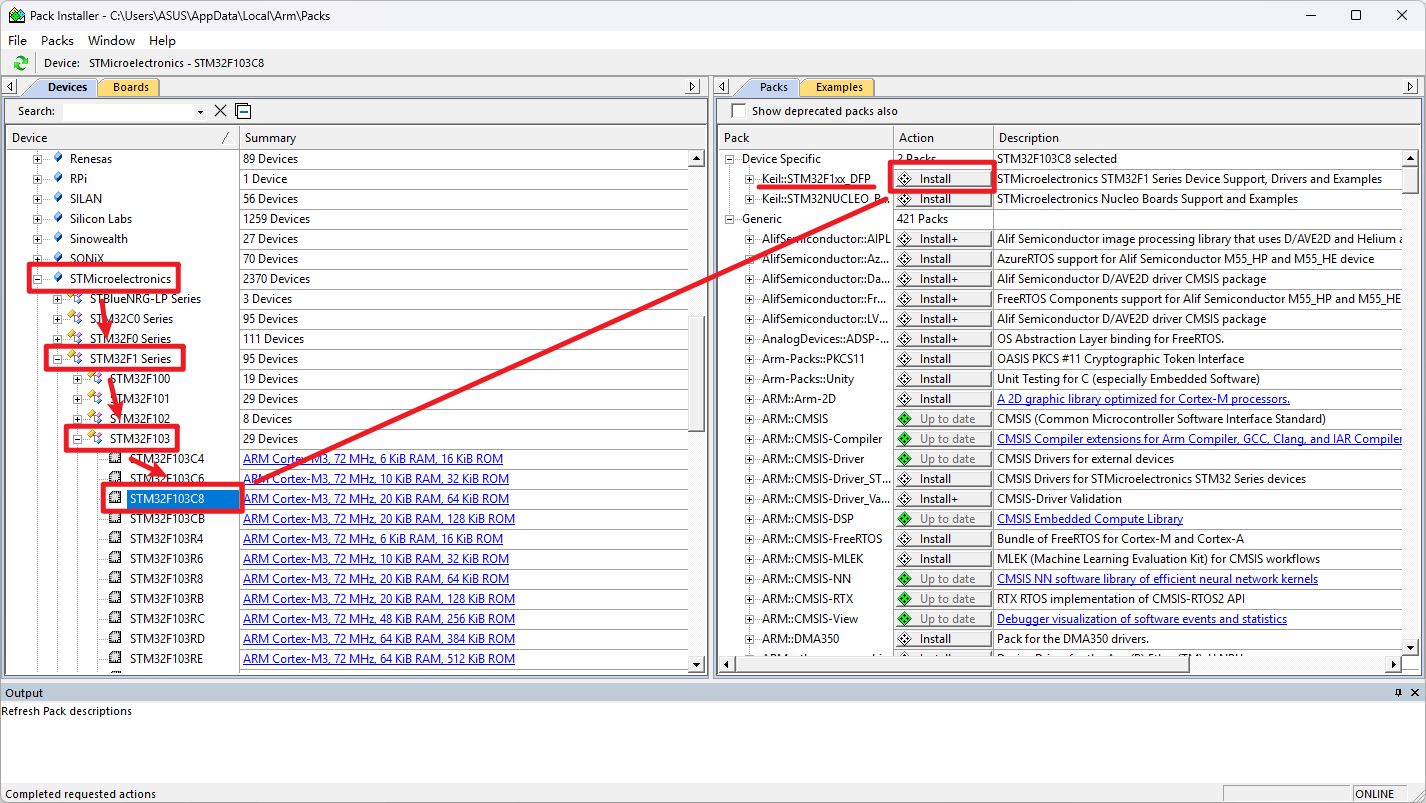 Pack Installer - C:\Users\ASUS\AppData\Local\Arm\Packs
File Packs Window Help
Device: STMicroelectronics - STM32F103C8
Devices Boards
Search:
Device Summary
Renesas 89 Devices
RPi 1 Device
SILAN 56 Devices
Silicon Labs 1259 Devices
Sinowealth 27 Devices
SONiX 70 Devices
STMicroelectronics 2370 Devices
STBlueNRG-LP Series 3 Devices
STM32C0 Series 95 Devices
STM32F0 Series 111 Devices
STM32F1 Series 95 Devices
STM32F100 19 Devices
STM32F101 29 Devices
STM32F102 8 Devices
STM32F103 29 Devices
STM32F103C4 ARM Cortex-M3, 72 MHz, 6 KiB RAM, 16 KiB ROM
STM32F103C6 ARM Cortex-M3, 72 MHz, 10 KiB RAM, 32 KiB ROM
STM32F103C8 ARM Cortex-M3, 72 MHz, 20 KiB RAM, 64 KiB ROM
STM32F103CB ARM Cortex-M3, 72 MHz, 20 KiB RAM, 128 KiB ROM
STM32F103R4 ARM Cortex-M3, 72 MHz, 6 KiB RAM, 16 KiB ROM
STM32F103R6 ARM Cortex-M3, 72 MHz, 10 KiB RAM, 32 KiB ROM
STM32F103R8 ARM Cortex-M3, 72 MHz, 20 KiB RAM, 64 KiB ROM
STM32F103RB ARM Cortex-M3, 72 MHz, 20 KiB RAM, 128 KiB ROM
STM32F103RC ARM Cortex-M3, 72 MHz, 48 KiB RAM, 256 KiB ROM
STM32F103RD ARM Cortex-M3, 72 MHz, 64 KiB RAM, 384 KiB ROM
STM32F103RE ARM Cortex-M3, 72 MHz, 64 KiB RAM, 512 KiB ROM
Packs Examples
Show deprecated packs also
Pack Action Description
Device Specific 2 Packs STM32F103C8 selected
Keil::STM32F1xx_DFP Install STMicroelectronics STM32F1 Series Device Support, Drivers and Examples
Keil::STM32NUCLEO_B... Install STMicroelectronics Nucleo Boards Support and Examples
Generic 421 Packs
AlifSemiconductor::AIPL Install+ Alif Semiconductor image processing library that uses D/AVE2D and Helium a
AlifSemiconductor::Az... Install+ AzureRTOS support for Alif Semiconductor M55_HP and M55_HE device
AlifSemiconductor::Da... Install+ Alif Semiconductor D/AVE2D driver CMSIS package
AlifSemiconductor::Fr... Install+ FreeRTOS Components support for Alif Semiconductor M55_HP and M55_HE
AlifSemiconductor::LV... Install+ Alif Semiconductor D/AVE2D driver CMSIS package
AnalogDevices::ADSP-... Install+ OS Abstraction Layer binding for FreeRTOS.
Arm-Packs::PKCS11 Install OASIS PKCS #11 Cryptographic Token Interface
Arm-Packs::Unity Install Unit Testing for C (especially Embedded Software)
ARM::Arm-2D Install A 2D graphic library optimized for Cortex-M processors.
ARM::CMSIS Up to date CMSIS (Common Microcontroller Software Interface Standard)
ARM::CMSIS-Compiler Up to date CMSIS Compiler extensions for Arm Compiler, GCC, Clang, and IAR Compiler
ARM::CMSIS-Driver Up to date CMSIS Drivers for external devices
ARM::CMSIS-Driver_ST... Install CMSIS Drivers for STMicroelectronics STM32 Series devices
ARM::CMSIS-Driver_Va... Install+ CMSIS-Driver Validation
ARM::CMSIS-DSP Up to date CMSIS Embedded Compute Library
ARM::CMSIS-FreeRTOS Install Bundle of FreeRTOS for Cortex-M and Cortex-A
ARM::CMSIS-MLEK Install MLEK (Machine Learning Evaluation Kit) for CMSIS workflows
ARM::CMSIS-NN Up to date CMSIS NN software library of efficient neural network kernels
ARM::CMSIS-RTX Up to date RTX RTOS implementation of CMSIS-RTOS2 API
ARM::CMSIS-View Up to date Debugger visualization of software events and statistics
ARM::DMA350 Install Pack for the DMA350 drivers.
Output
Refresh Pack descriptions
Completed requested actions ONLINE